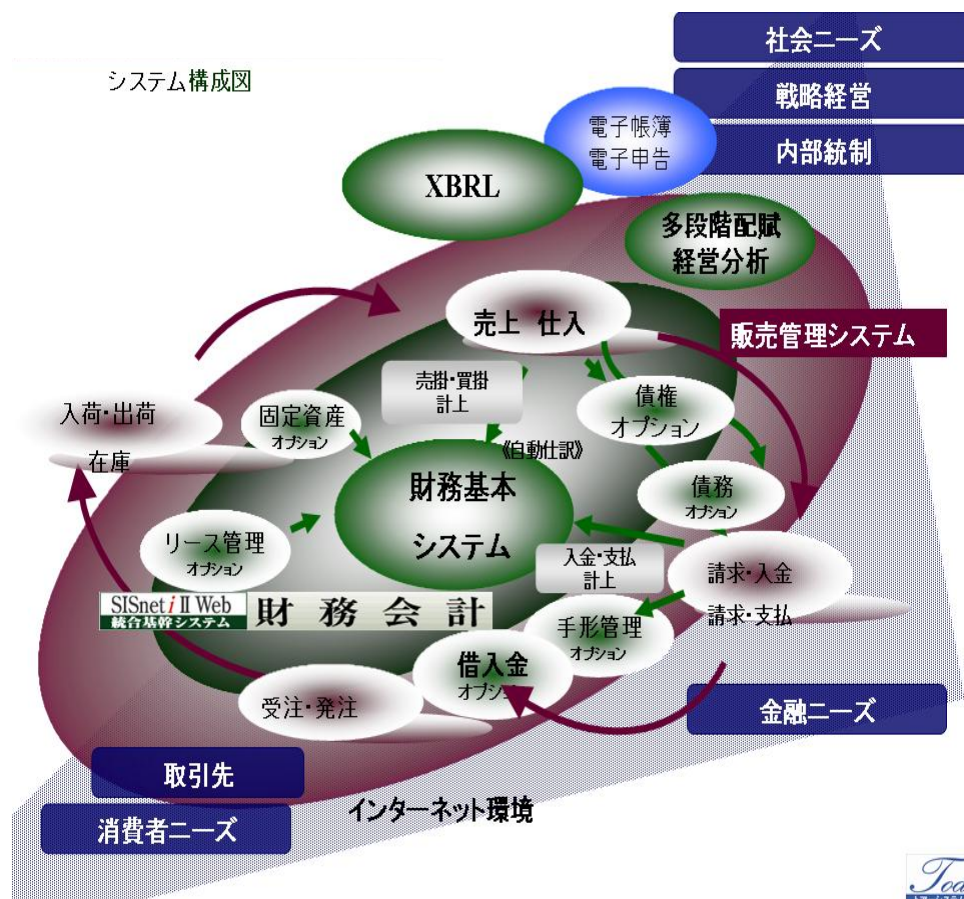 社会ニーズ
システム構成図
戦略経営
電子帳簿
電子申告
内部統制
XBRL
多段階配賦
経営分析
売上 仕入
販売管理システム
売掛・買掛
計上
債権
オプション
入荷・出荷
在庫
固定資産
オプション
《自動仕訳》
財務基本
システム
債務
オプション
リース管理
オプション
入金・支払
計上
請求・入金
請求・支払
SISnet i II Web
統合基幹システム
財務会計
手形管理
オプション
借入金
オプション
受注・発注
金融ニーズ
取引先
インターネット環境
消費者ニーズ